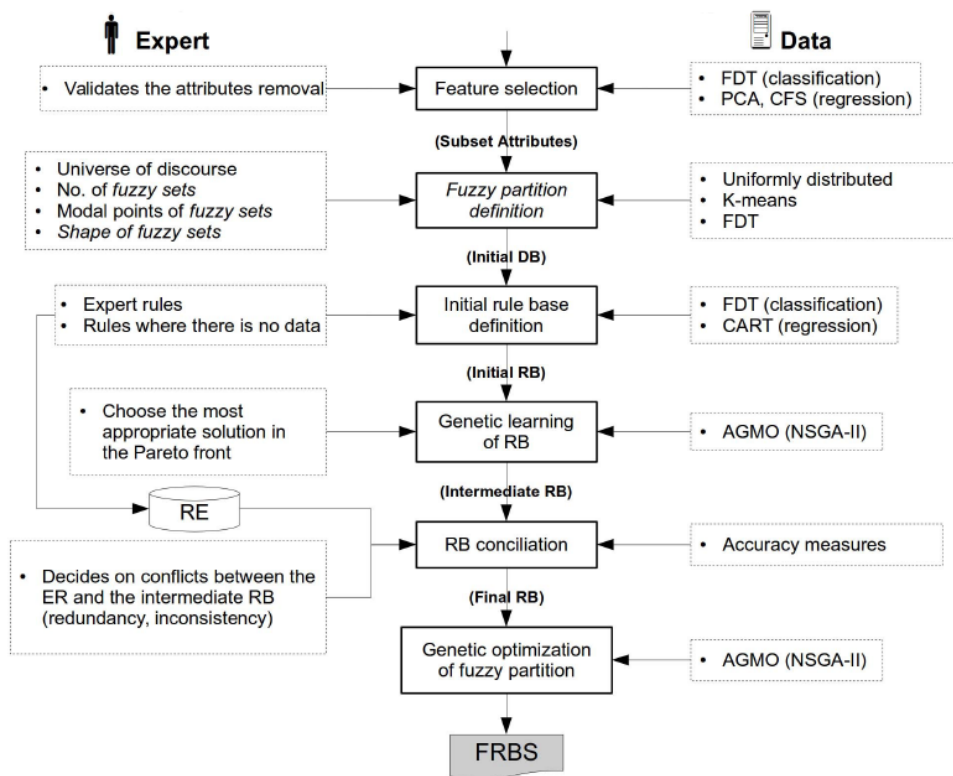 Expert
Data
• Validates the attributes removal
Feature selection
• FDT (classification)
• PCA, CFS (regression)
(Subset Attributes)
• Universe of discourse
• No. of fuzzy sets
• Modal points of fuzzy sets
• Shape of fuzzy sets
Fuzzy partition
definition
• Uniformly distributed
• K-means
• FDT
(Initial DB)
• Expert rules
• Rules where there is no data
Initial rule base
definition
• FDT (classification)
• CART (regression)
(Initial RB)
• Choose the most
appropriate solution in
the Pareto front
Genetic learning
of RB
• AGMO (NSGA-II)
(Intermediate RB)
RE
RB conciliation
• Accuracy measures
• Decides on conflicts between the
ER and the intermediate RB
(redundancy, inconsistency)
(Final RB)
Genetic optimization
of fuzzy partition
• AGMO (NSGA-II)
FRBS